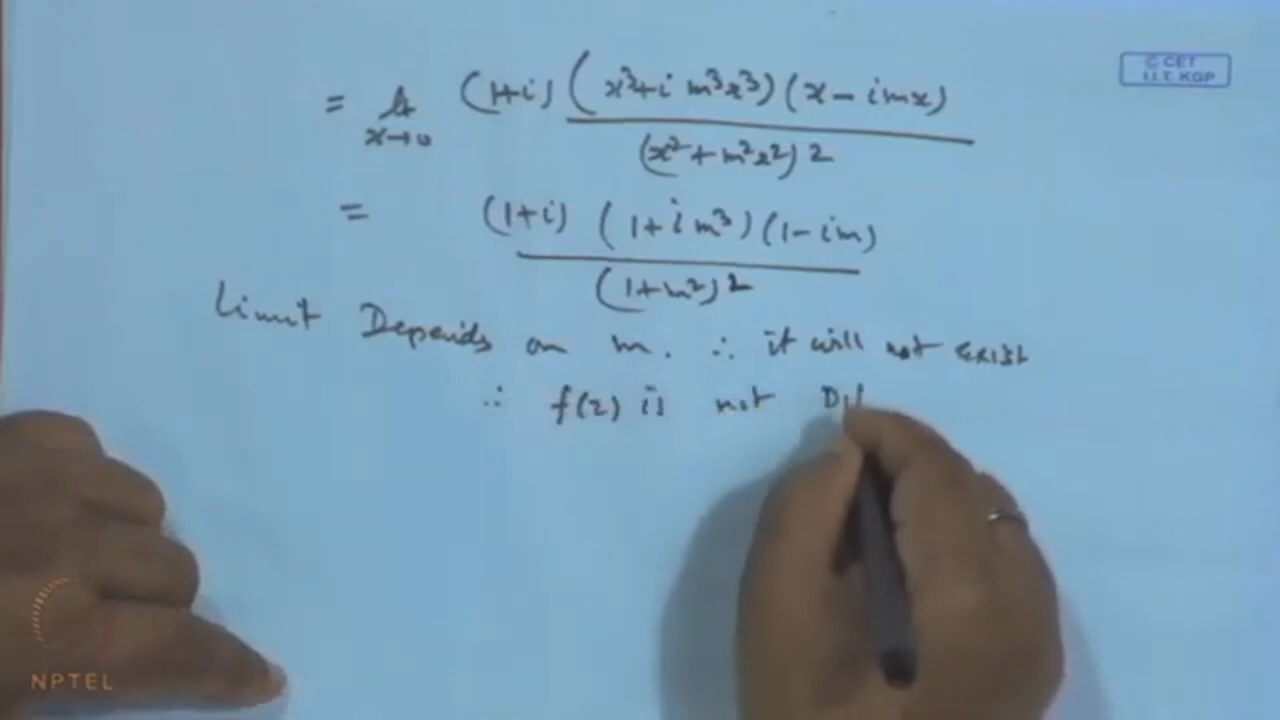 © CET
I.I.T. KGP
= lt x→0 (1+i) (x³+i m³x³) (x − imx) / (x²+m²x²)²
= (1+i) (1+i m³) (1−im) / (1+m²)²
Limit Depends on m. ∴ it will not exist
∴ f(z) is not Dif
NPTEL